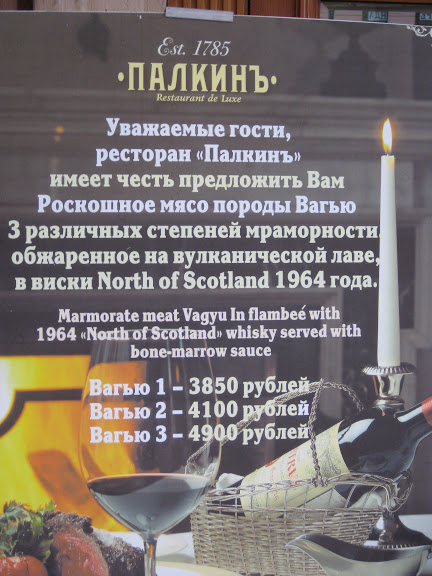 Est. 1785
·ПАЛКИНЪ·
Restaurant de Luxe
Уважаемые гости,
ресторан «Палкинъ»
имеет честь предложить Вам
Роскошное мясо породы Вагью
3 различных степеней мраморности,
обжаренное на вулканической лаве,
в виски North of Scotland 1964 года.
Marmorate meat Vagyu In flambeé with
1964 «North of Scotland» whisky served with
bone-marrow sauce
Вагью 1 – 3850 рублей
Вагью 2 – 4100 рублей
Вагью 3 – 4900 рублей